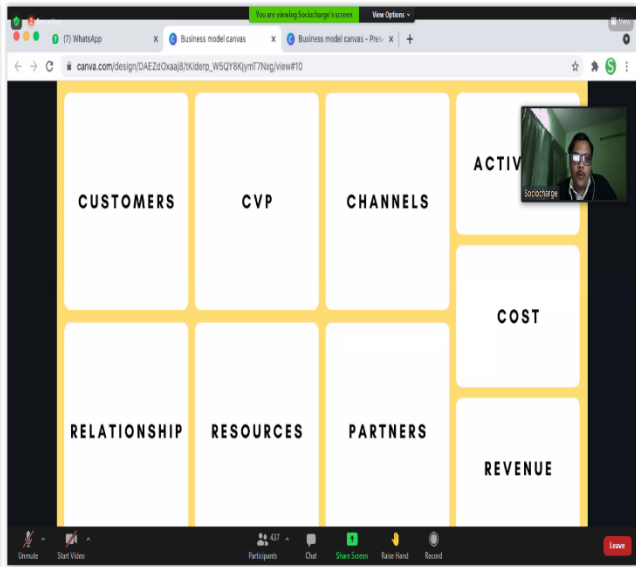 You are viewing Sociocharge's screen
View Options
(7) WhatsApp
Business model canvas
Business model canvas - Pres
canva.com/design/DAEZdOxaaj8/tKIderp_W5QY8KjymT7Nxg/view#10
CUSTOMERS
CVP
CHANNELS
ACTIV
Sociocharge
COST
RELATIONSHIP
RESOURCES
PARTNERS
REVENUE
Unmute
Start Video
437
Participants
Chat
Share Screen
Raise Hand
Record
Leave